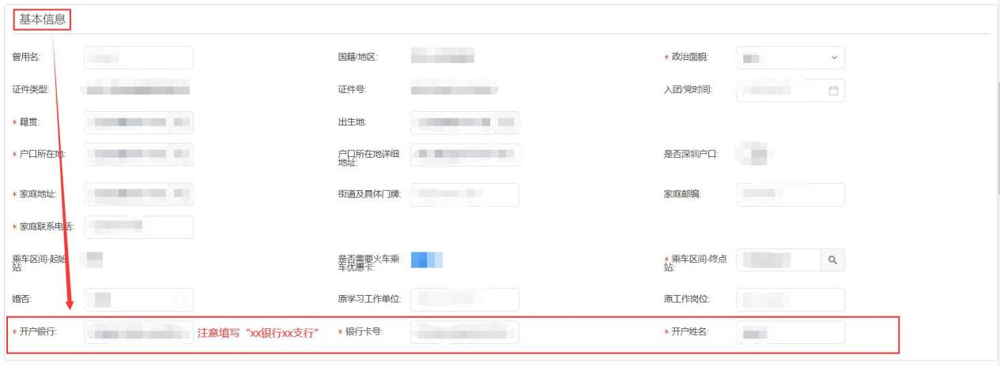 基本信息
曾用名:
国籍/地区:
* 政治面貌:
证件类型:
证件号:
入团/党时间:
* 籍贯:
出生地:
* 户口所在地:
户口所在地详细
地址:
是否深圳户口:
* 家庭地址:
街道及具体门牌:
家庭邮编:
* 家庭联系电话:
乘车区间-起始
站:
是否需要火车乘
车优惠卡:
* 乘车区间-终点
站:
婚否:
原学习工作单位:
原工作岗位:
* 开户银行:
注意填写“xx银行xx支行”
* 银行卡号:
* 开户姓名: